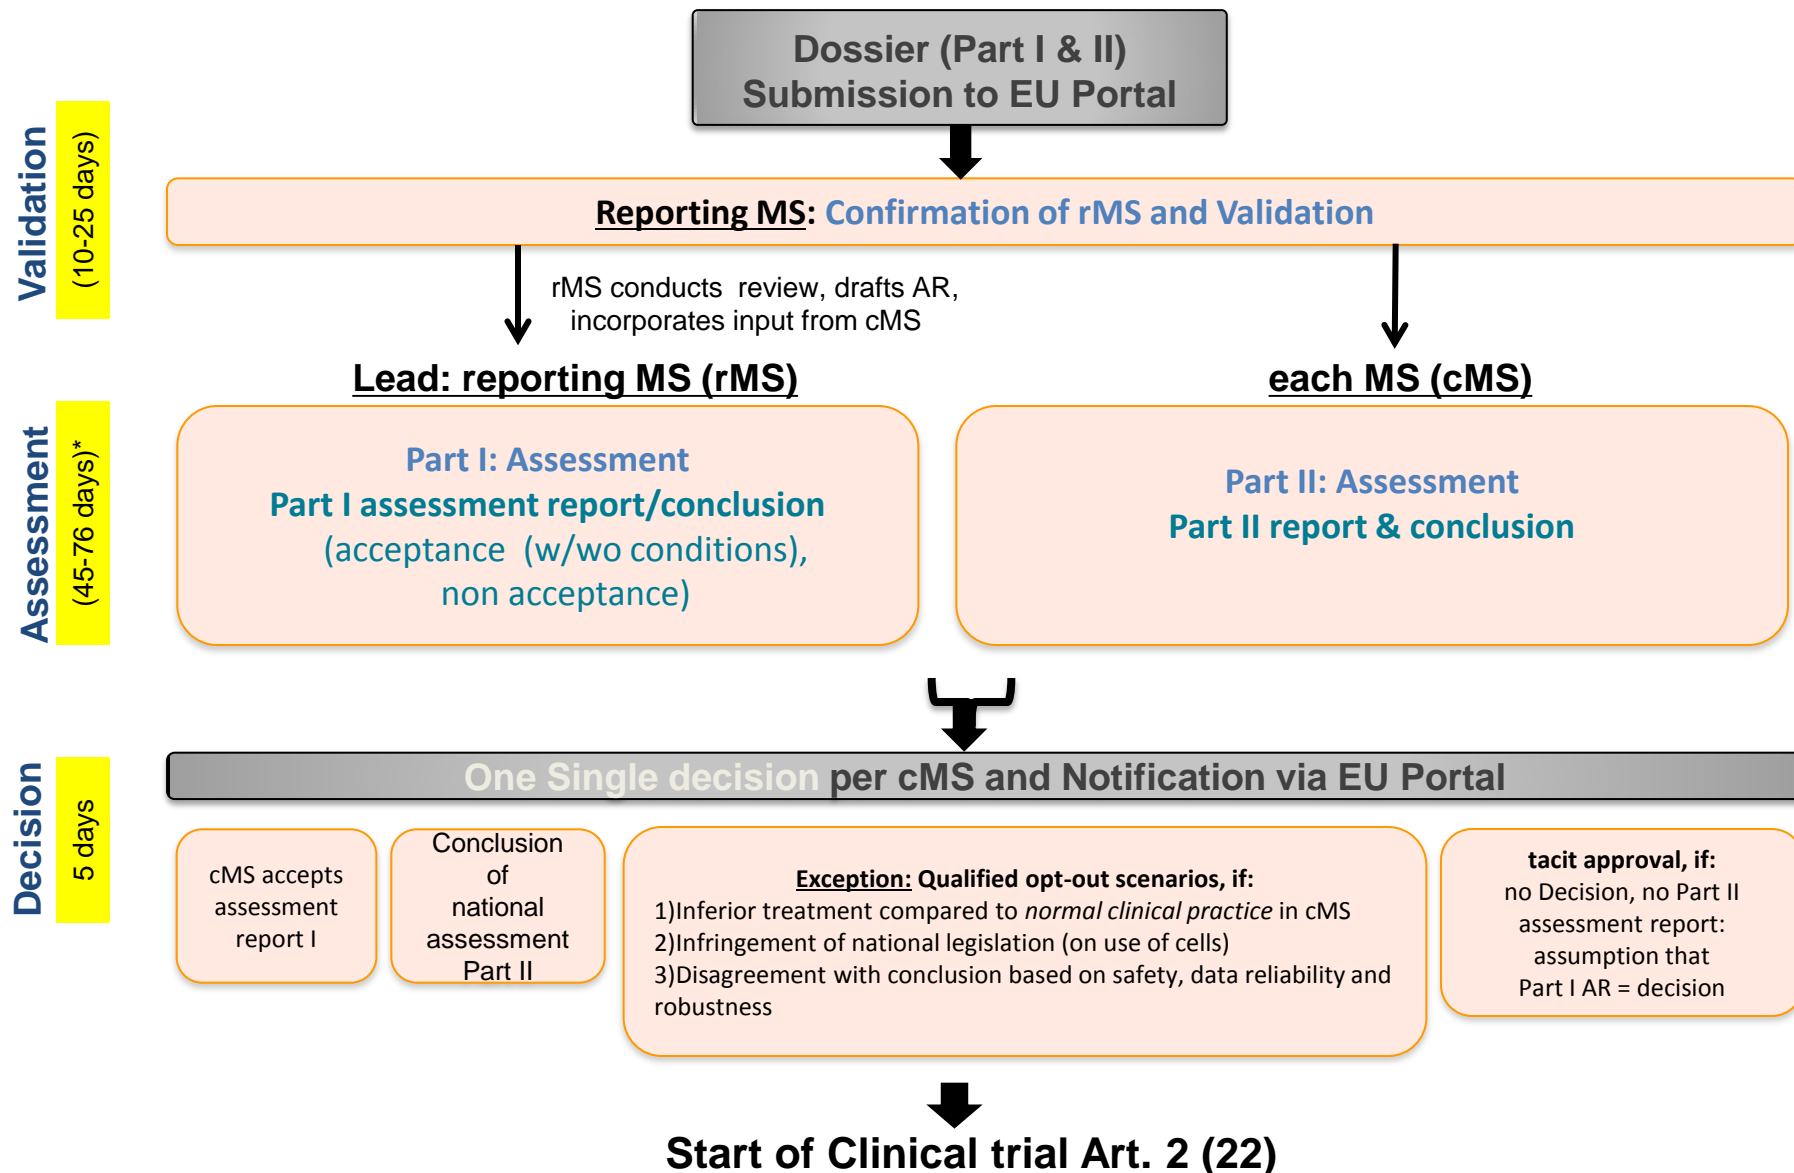 Dossier (Part I & II)
Submission to EU Portal
Validation
(10-25 days)
Reporting MS: Confirmation of rMS and Validation
rMS conducts review, drafts AR,
incorporates input from cMS
Lead: reporting MS (rMS)
each MS (cMS)
Assessment
(45-76 days)*
Part I: Assessment
Part I assessment report/conclusion
(acceptance (w/wo conditions),
non acceptance)
Part II: Assessment
Part II report & conclusion
Decision
5 days
One Single decision per cMS and Notification via EU Portal
cMS accepts
assessment
report I
Conclusion
of
national
assessment
Part II
Exception: Qualified opt-out scenarios, if:
1)Inferior treatment compared to normal clinical practice in cMS
2)Infringement of national legislation (on use of cells)
3)Disagreement with conclusion based on safety, data reliability and
robustness
tacit approval, if:
no Decision, no Part II
assessment report:
assumption that
Part I AR = decision
Start of Clinical trial Art. 2 (22)